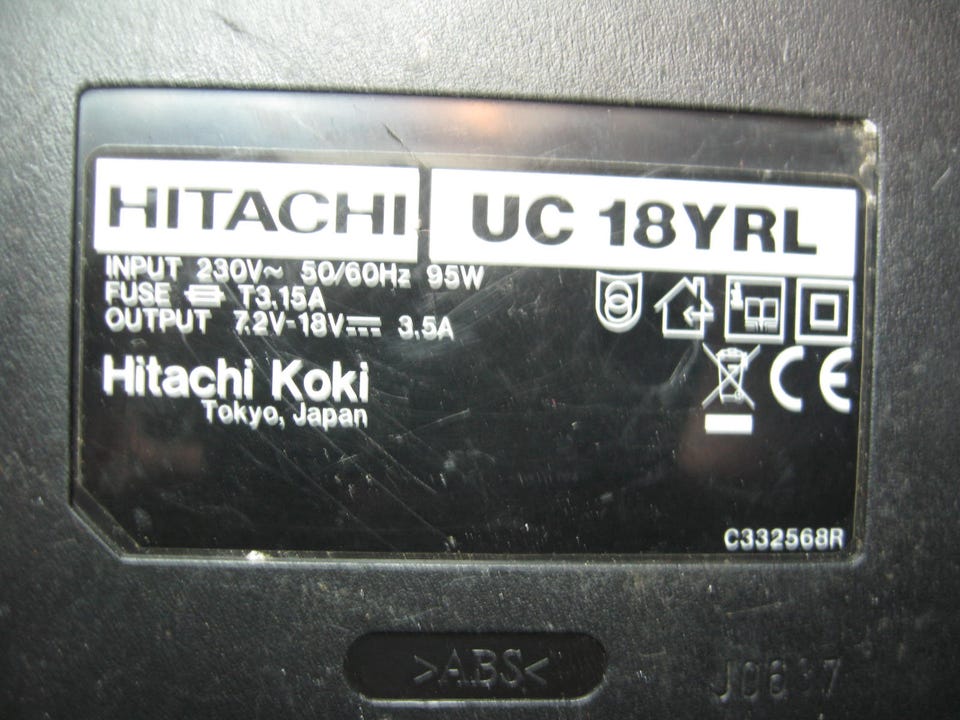 HITACHI
UC 18YRL
INPUT 230V~ 50/60Hz 95W
FUSE T3.15A
OUTPUT 7.2V-18V⎓ 3.5A
Hitachi Koki
Tokyo, Japan
CE
C332568R
>ABS<